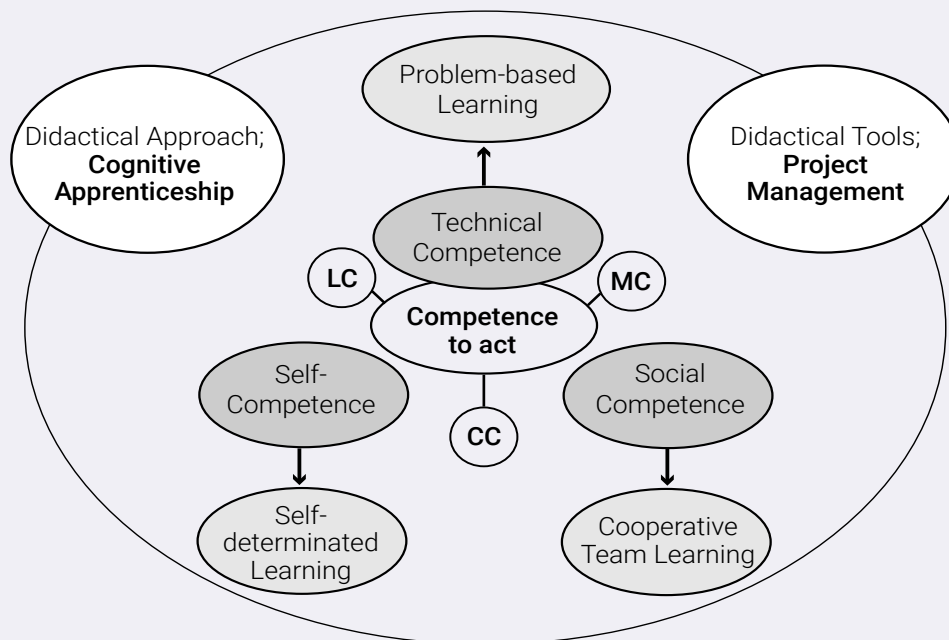 Problem-based
Learning
Didactical Approach;
Cognitive
Apprenticeship
Didactical Tools;
Project
Management
Technical
Competence
LC
MC
Competence
to act
Self-
Competence
Social
Competence
CC
Self-
determinated
Learning
Cooperative
Team Learning